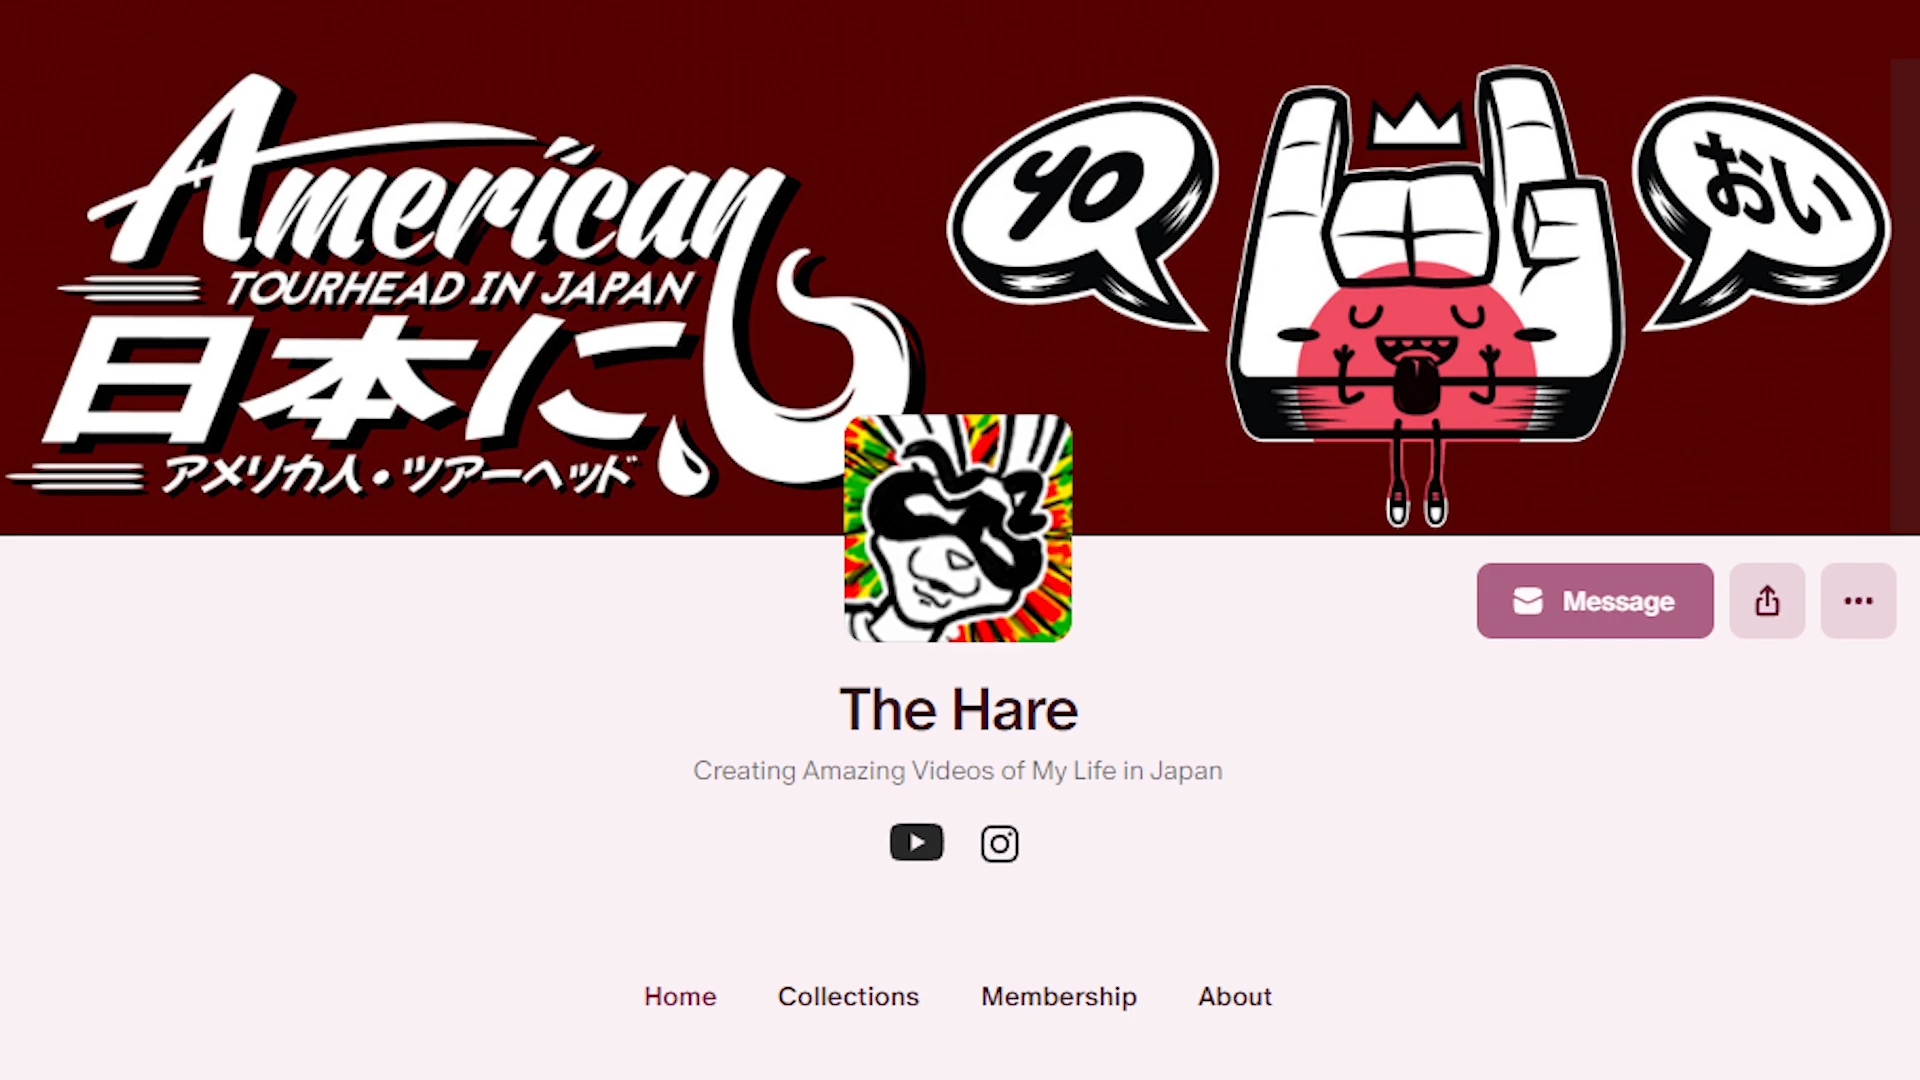 American
TOURHEAD IN JAPAN
日本に
アメリカ人・ツアーヘッド
yo
おい
The Hare
Creating Amazing Videos of My Life in Japan
Message
Home
Collections
Membership
About